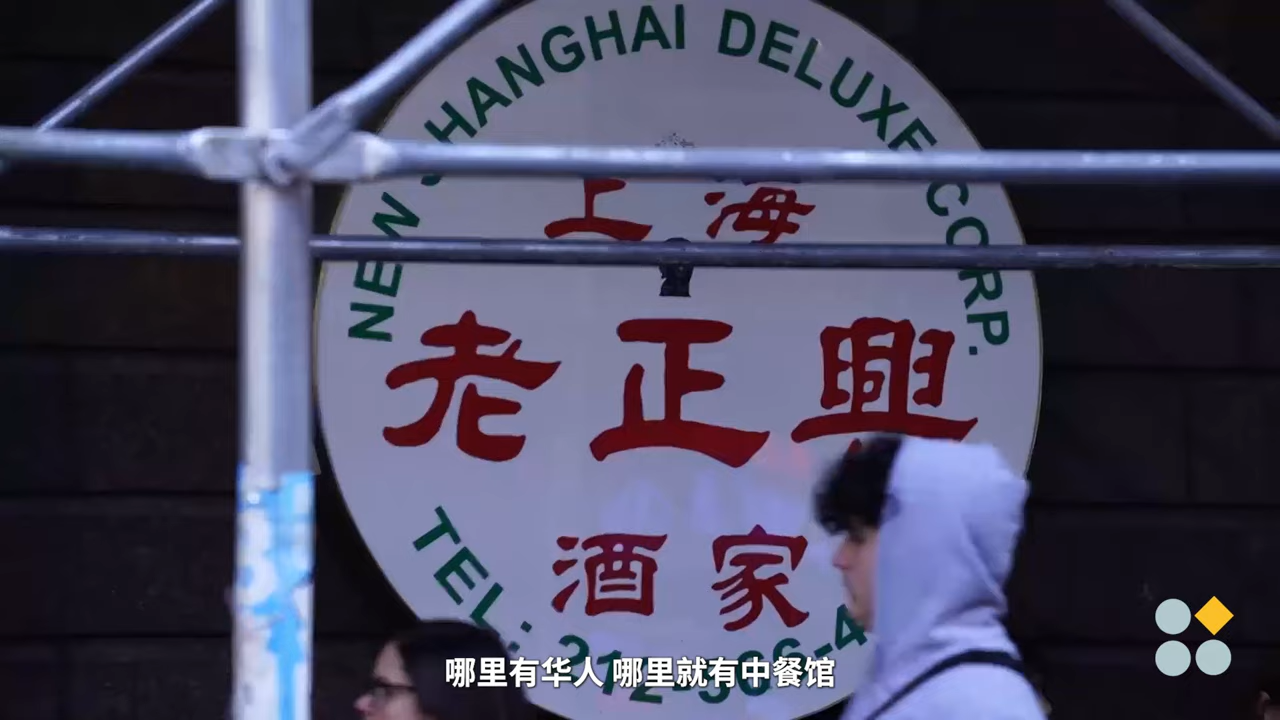 NEW SHANGHAI DELUXE CORP.
上海
老正興
酒家
TEL:
哪里有华人 哪里就有中餐馆